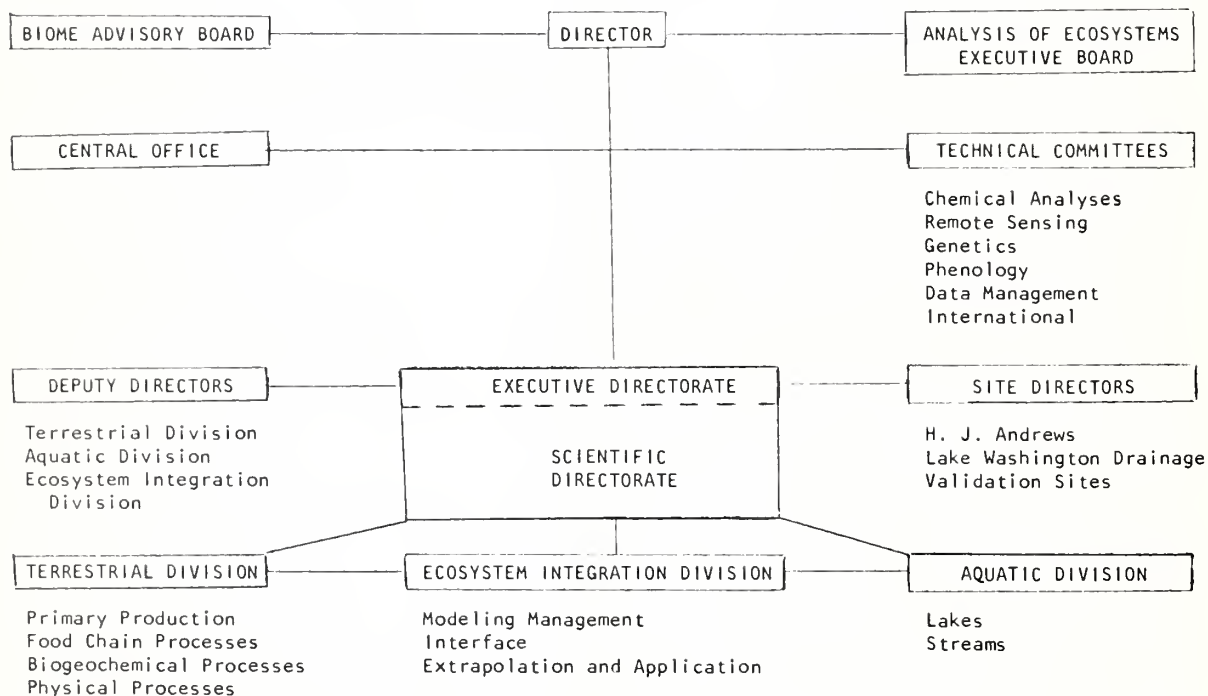 BIOME ADVISORY BOARD
DIRECTOR
ANALYSIS OF ECOSYSTEMS
EXECUTIVE BOARD
CENTRAL OFFICE
TECHNICAL COMMITTEES
Chemical Analyses
Remote Sensing
Genetics
Phenology
Data Management
International
DEPUTY DIRECTORS
Terrestrial Division
Aquatic Division
Ecosystem Integration
Division
EXECUTIVE DIRECTORATE
SCIENTIFIC
DIRECTORATE
SITE DIRECTORS
H. J. Andrews
Lake Washington Drainage
Validation Sites
TERRESTRIAL DIVISION
Primary Production
Food Chain Processes
Biogeochemical Processes
Physical Processes
ECOSYSTEM INTEGRATION DIVISION
Modeling Management
Interface
Extrapolation and Application
AQUATIC DIVISION
Lakes
Streams